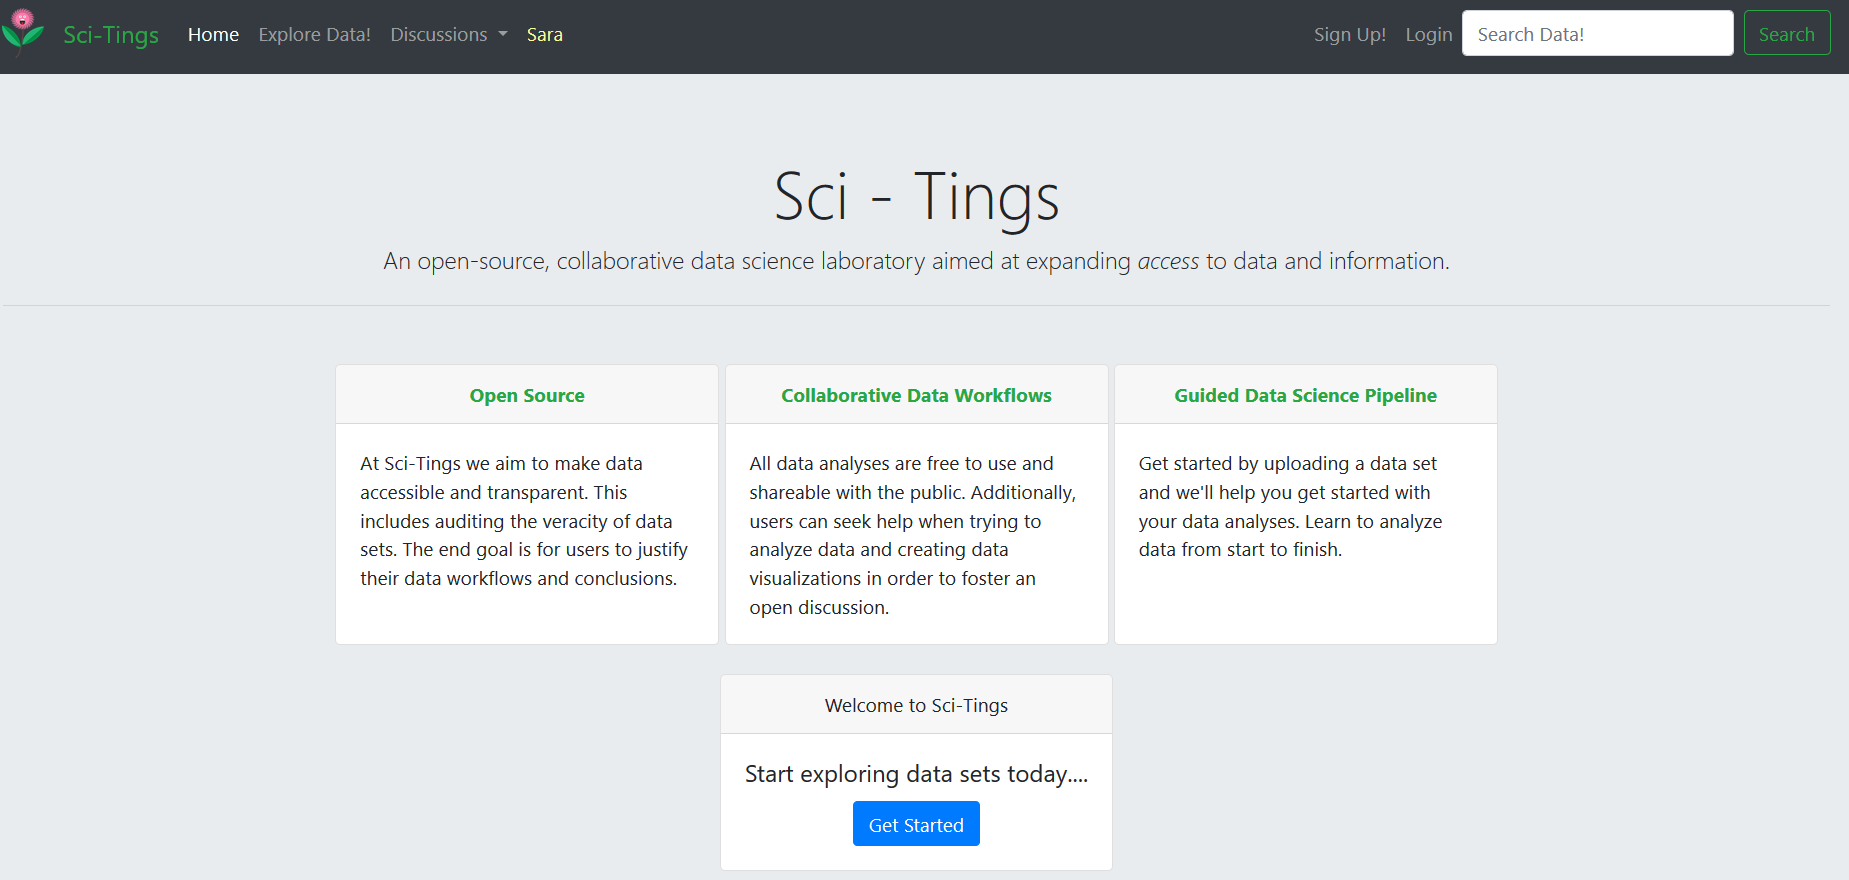 Sci-Tings Home Explore Data! Discussions Sara Sign Up! Login Search Data! Search
Sci - Tings
An open-source, collaborative data science laboratory aimed at expanding access to data and information.
Open Source
At Sci-Tings we aim to make data
accessible and transparent. This
includes auditing the veracity of data
sets. The end goal is for users to justify
their data workflows and conclusions.
Collaborative Data Workflows
All data analyses are free to use and
shareable with the public. Additionally,
users can seek help when trying to
analyze data and creating data
visualizations in order to foster an
open discussion.
Guided Data Science Pipeline
Get started by uploading a data set
and we'll help you get started with
your data analyses. Learn to analyze
data from start to finish.
Welcome to Sci-Tings
Start exploring data sets today....
Get Started